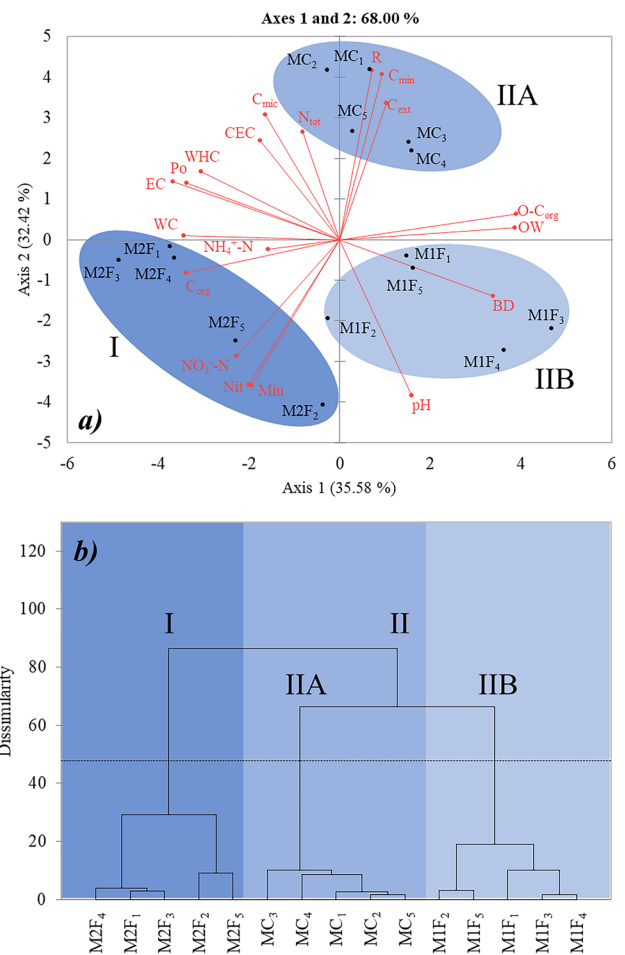 Axes 1 and 2: 68.00 %
5
4
3
2
1
0
-1
-2
-3
-4
-5
Axis 2 (32.42 %)
MC₂
MC₁
R
Cmin
IIA
Cmic
Ntot
Cext
MC₅
CEC
MC₃
MC₄
WHC
Po
EC
O-Corg
WC
OW
NH₄⁺-N
M2F₁
M2F₃
M2F₄
Corg
M1F₁
M1F₅
BD
M2F₅
M1F₂
M1F₃
I
NO₃⁻-N
M1F₄
Nit
Min
IIB
M2F₂
pH
a)
-6 -4 -2 0 2 4 6
Axis 1 (35.58 %)
b)
120
100
80
60
40
20
0
Dissimilarity
I II
IIA IIB
M2F₄ M2F₁ M2F₃ M2F₂ M2F₅ MC₃ MC₄ MC₁ MC₂ MC₅ M1F₂ M1F₅ M1F₁ M1F₃ M1F₄